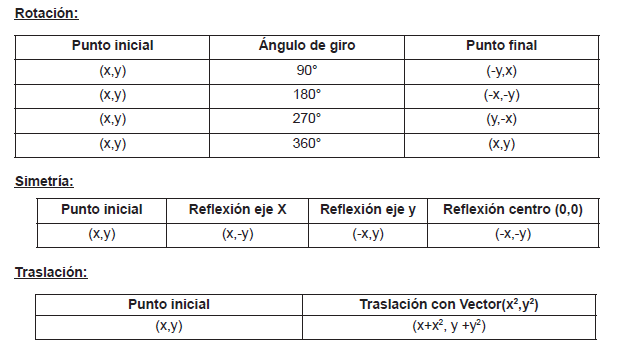 Rotación:
Punto inicial Ángulo de giro Punto final
(x,y) 90° (-y,x)
(x,y) 180° (-x,-y)
(x,y) 270° (y,-x)
(x,y) 360° (x,y)
Simetría:
Punto inicial Reflexión eje X Reflexión eje y Reflexión centro (0,0)
(x,y) (x,-y) (-x,y) (-x,-y)
Traslación:
Punto inicial Traslación con Vector(x²,y²)
(x,y) (x+x², y +y²)